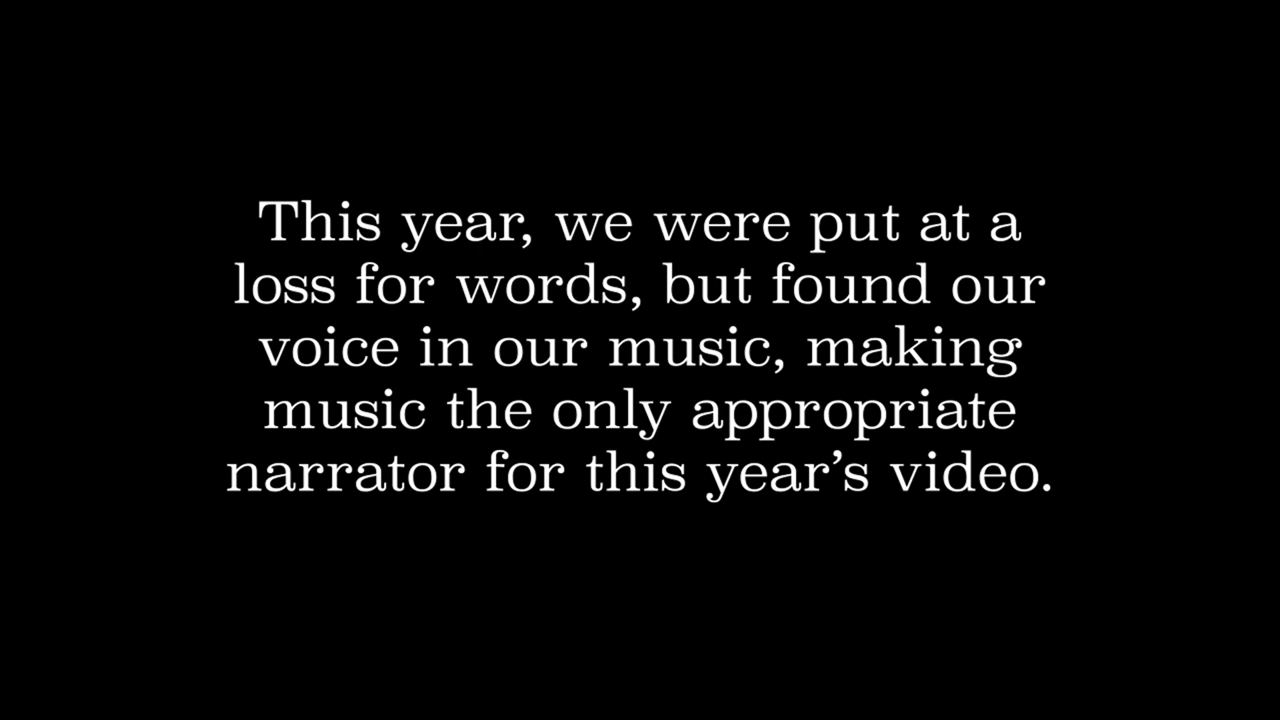 This year, we were put at a
loss for words, but found our
voice in our music, making
music the only appropriate
narrator for this year’s video.